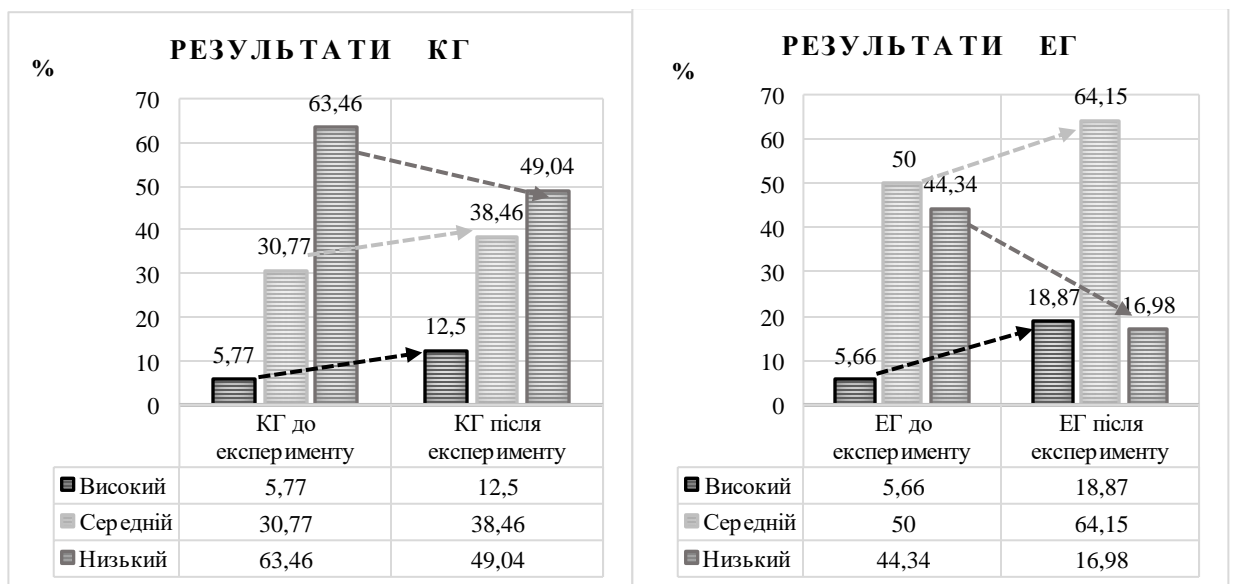 РЕЗУЛЬТАТИ КГ
%
70
60
50
40
30
20
10
0
63,46
49,04
38,46
30,77
12,5
5,77
КГ до експерименту
КГ після експерименту
Високий 5,77 12,5
Середній 30,77 38,46
Низький 63,46 49,04
РЕЗУЛЬТАТИ ЕГ
%
70
60
50
40
30
20
10
0
64,15
50
44,34
18,87
16,98
5,66
ЕГ до експерименту
ЕГ після експерименту
Високий 5,66 18,87
Середній 50 64,15
Низький 44,34 16,98